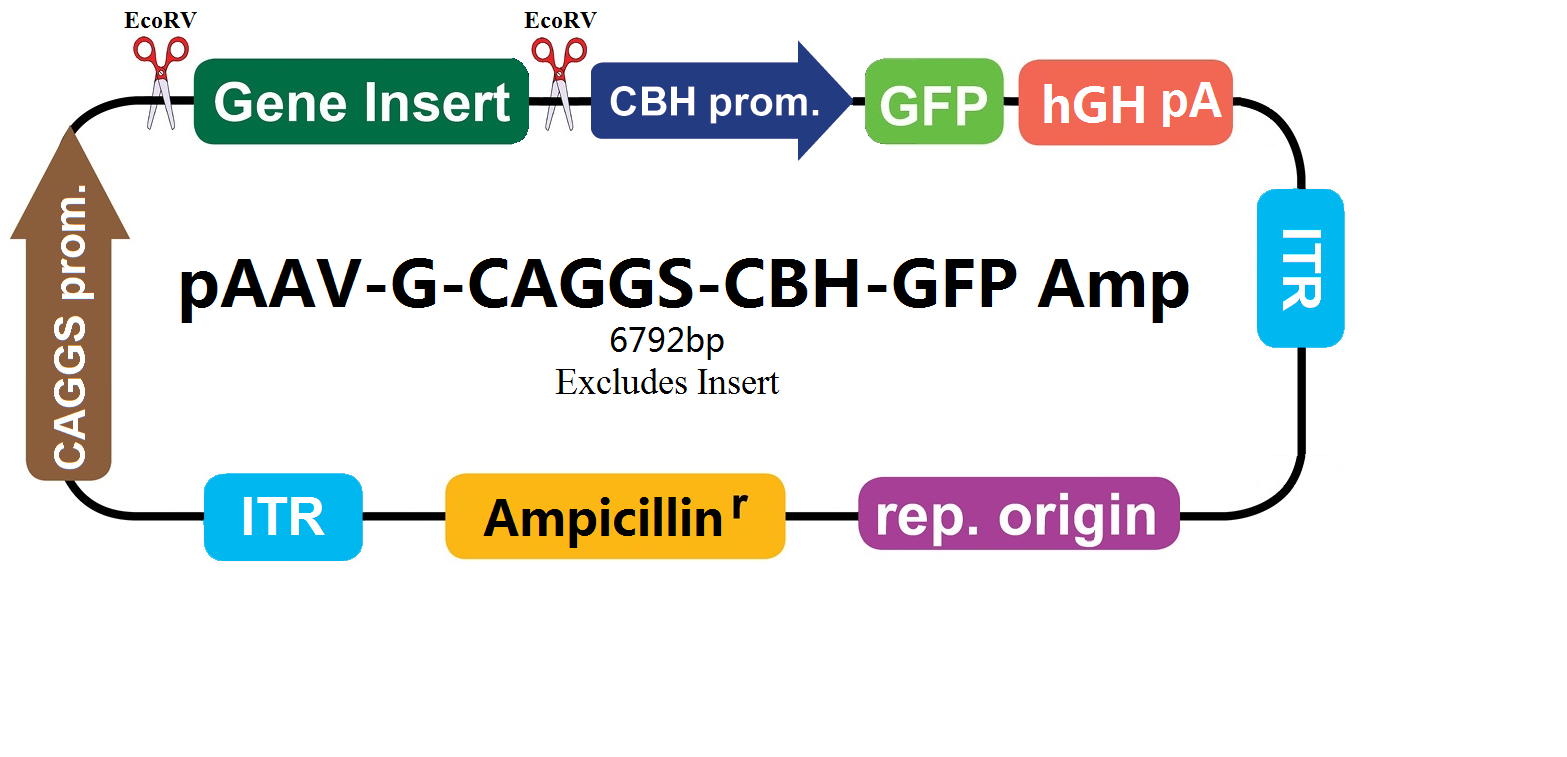 EcoRV
EcoRV
Gene Insert
CBH prom.
GFP
hGH pA
CAGGS prom.
ITR
pAAV-G-CAGGS-CBH-GFP Amp
6792bp
Excludes Insert
ITR
Ampicillin r
rep. origin